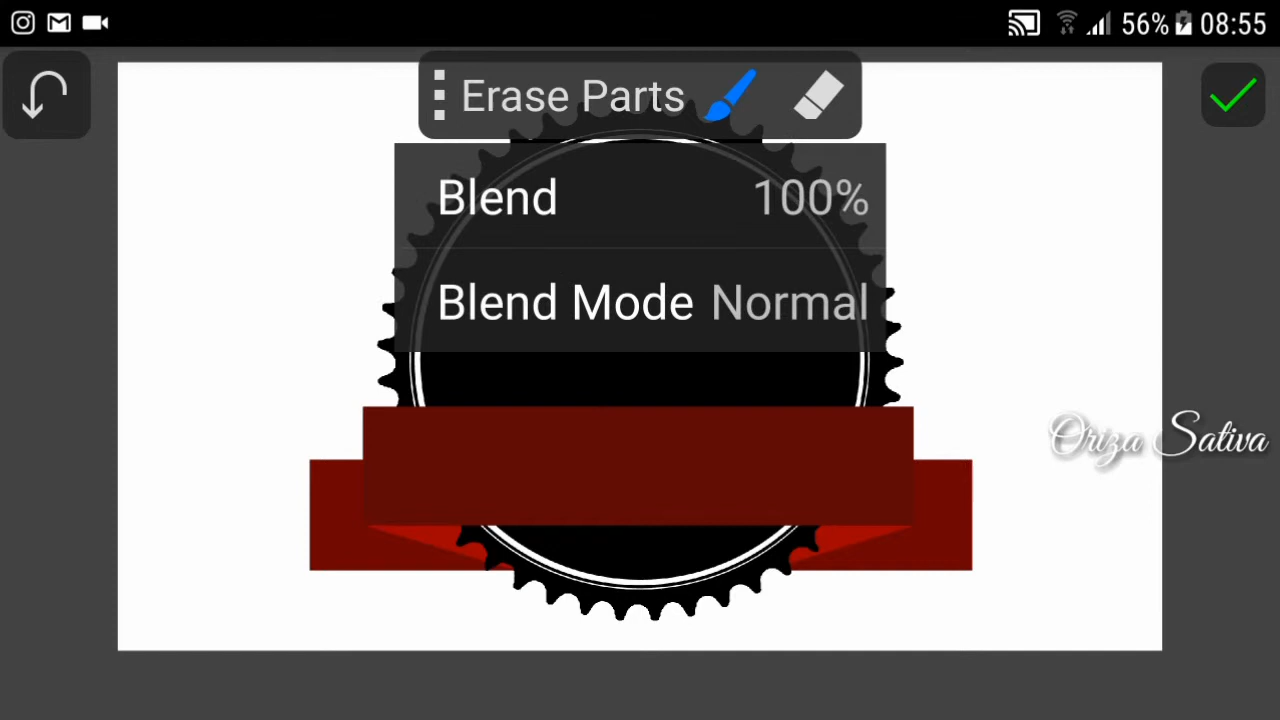 56% 08:55
Erase Parts
Blend 100%
Blend Mode Normal
Oriza Sativa